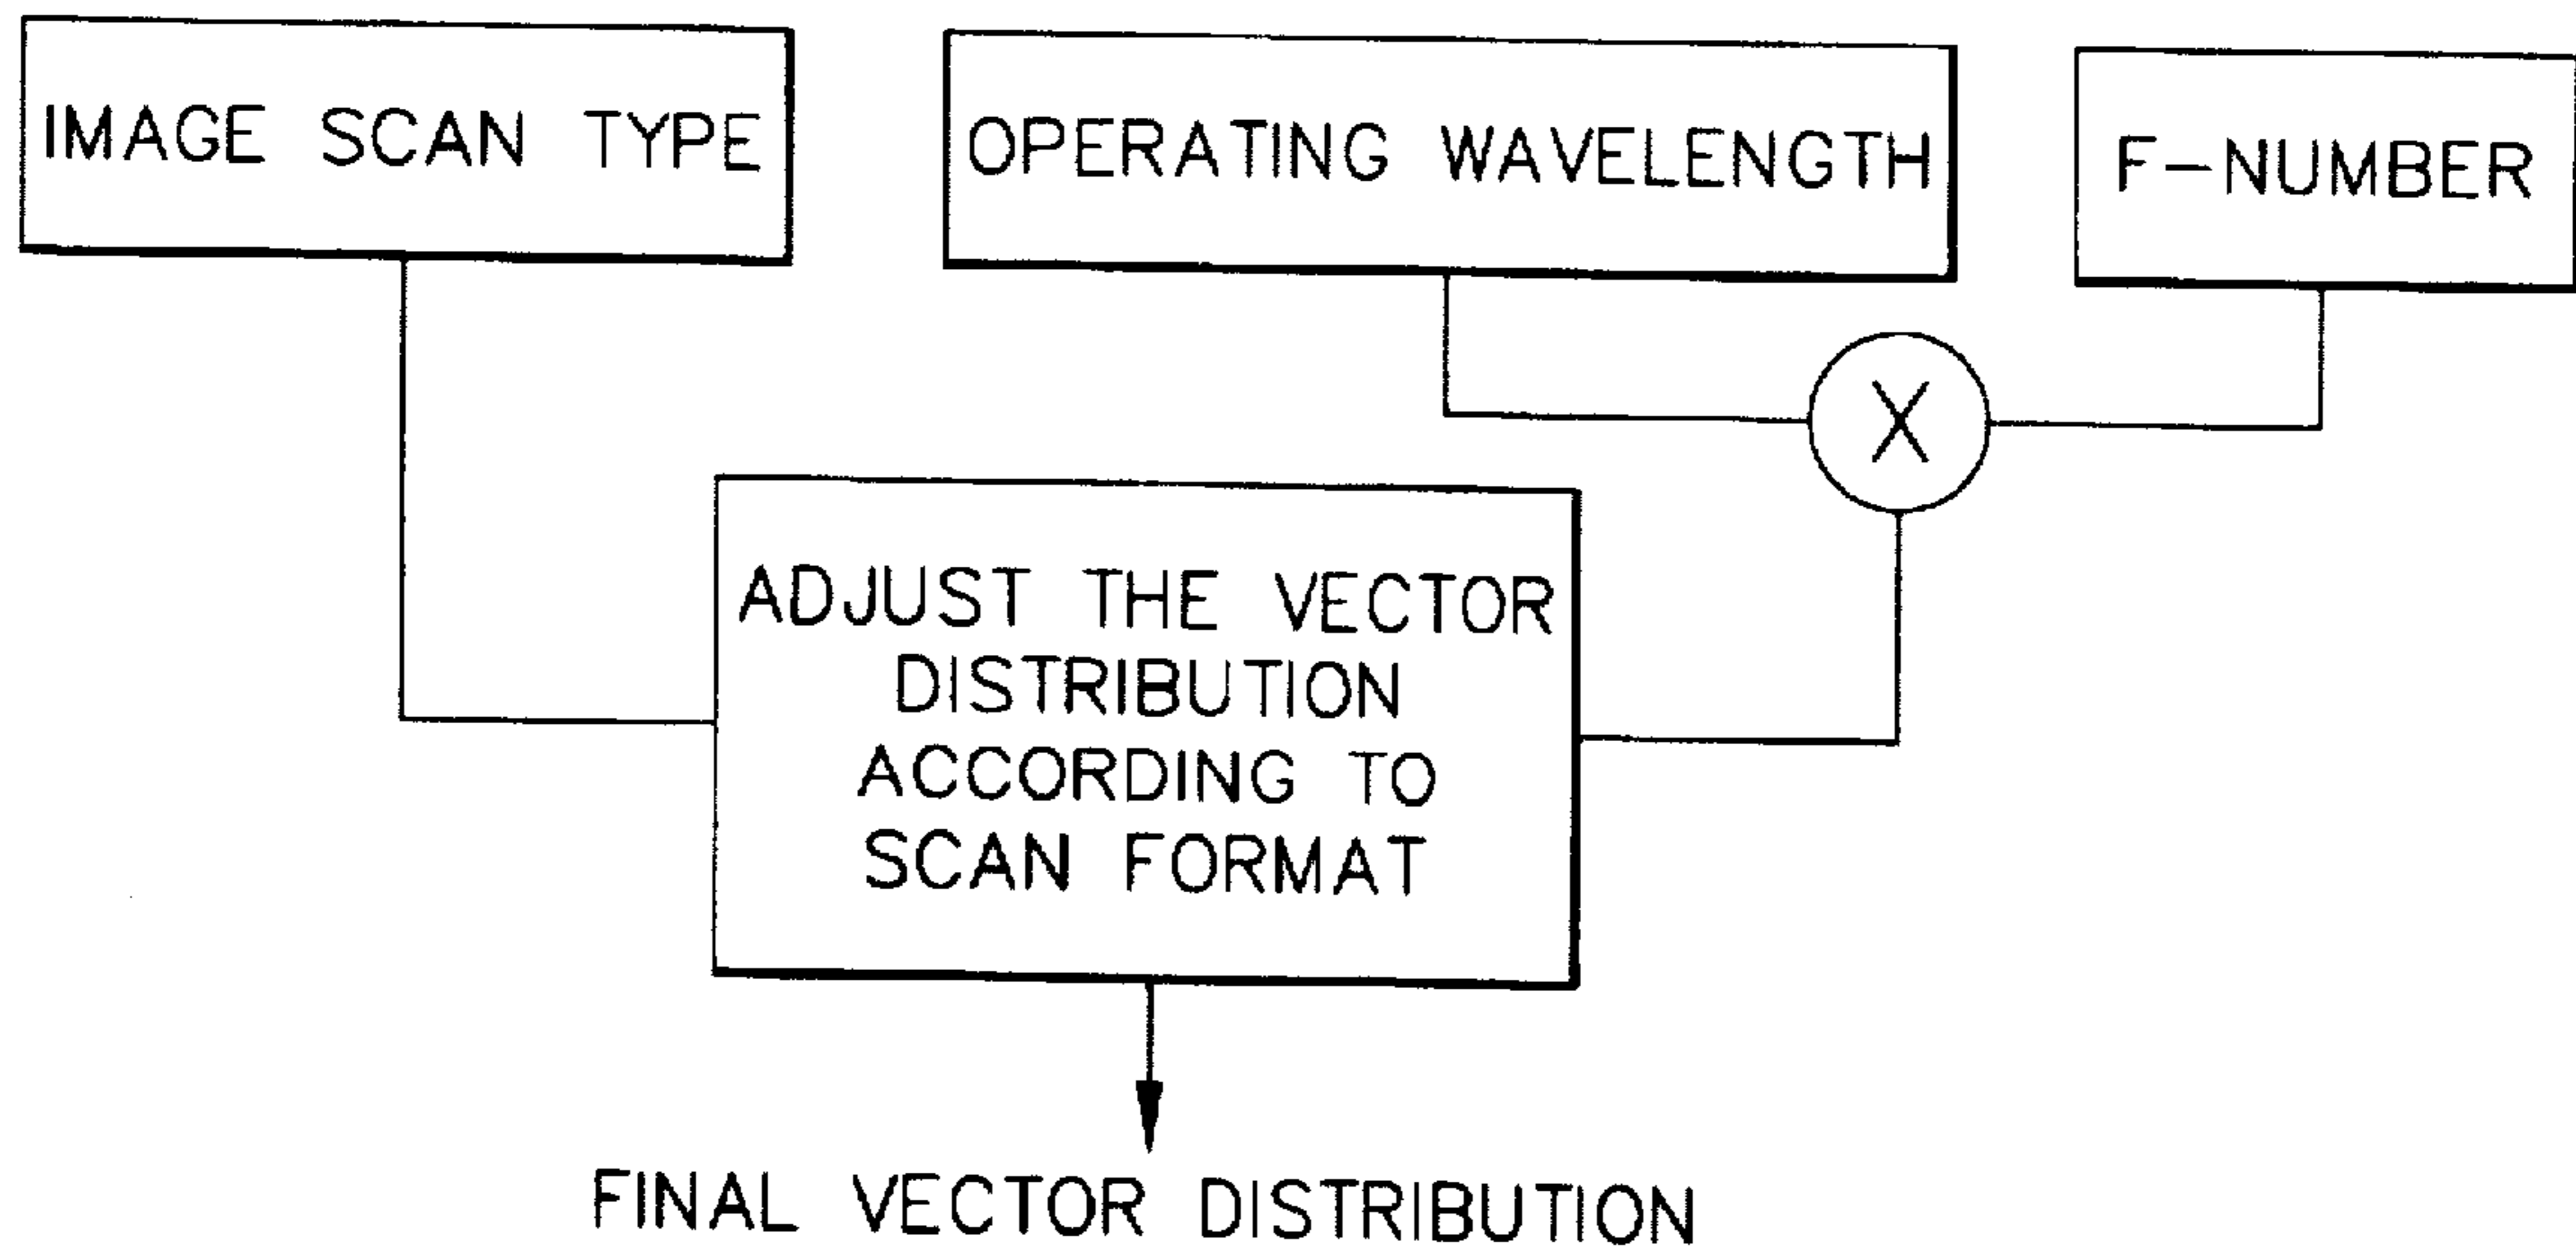 IMAGE SCAN TYPE
OPERATING WAVELENGTH
F-NUMBER
X
ADJUST THE VECTOR
DISTRIBUTION
ACCORDING TO
SCAN FORMAT
FINAL VECTOR DISTRIBUTION